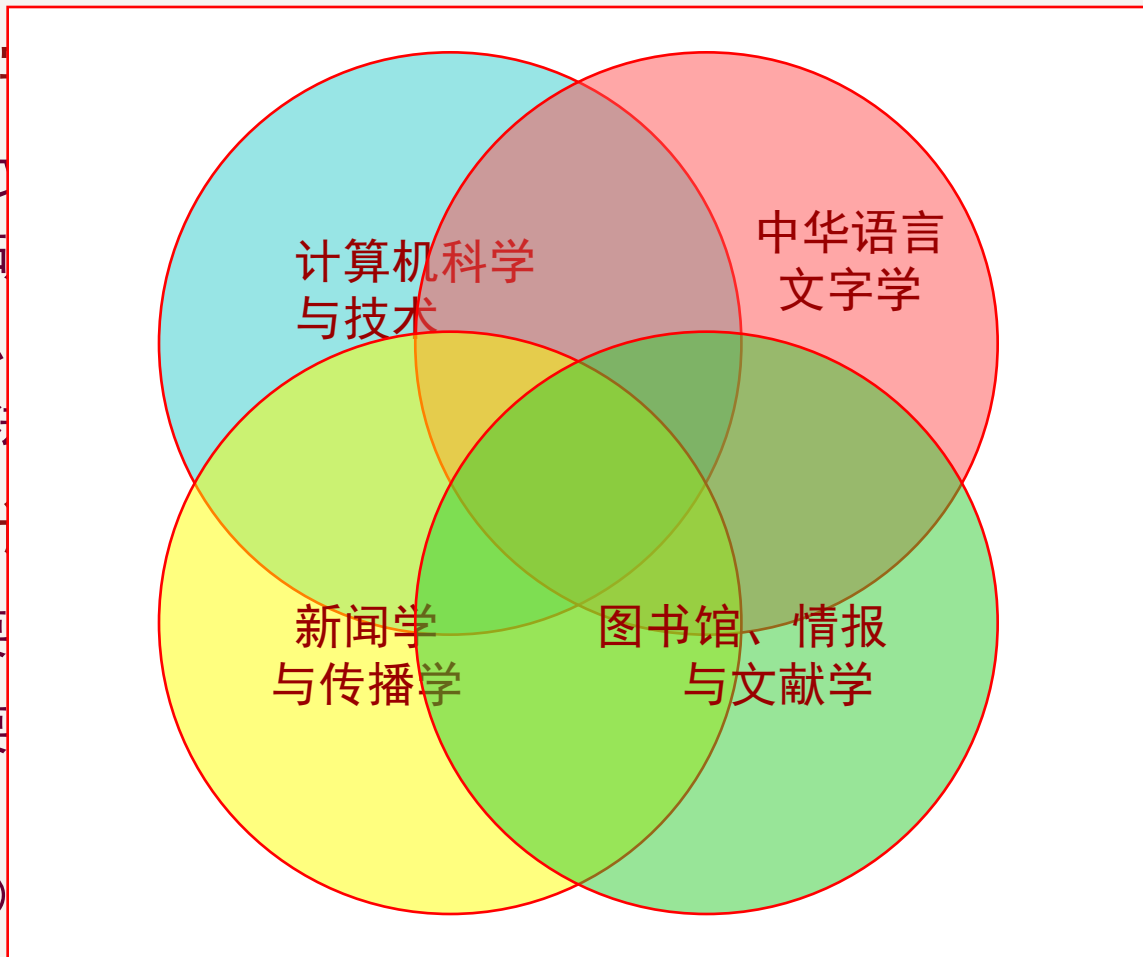 计算机科学
与技术
中华语言
文字学
新闻学
与传播学
图书馆、情报
与文献学